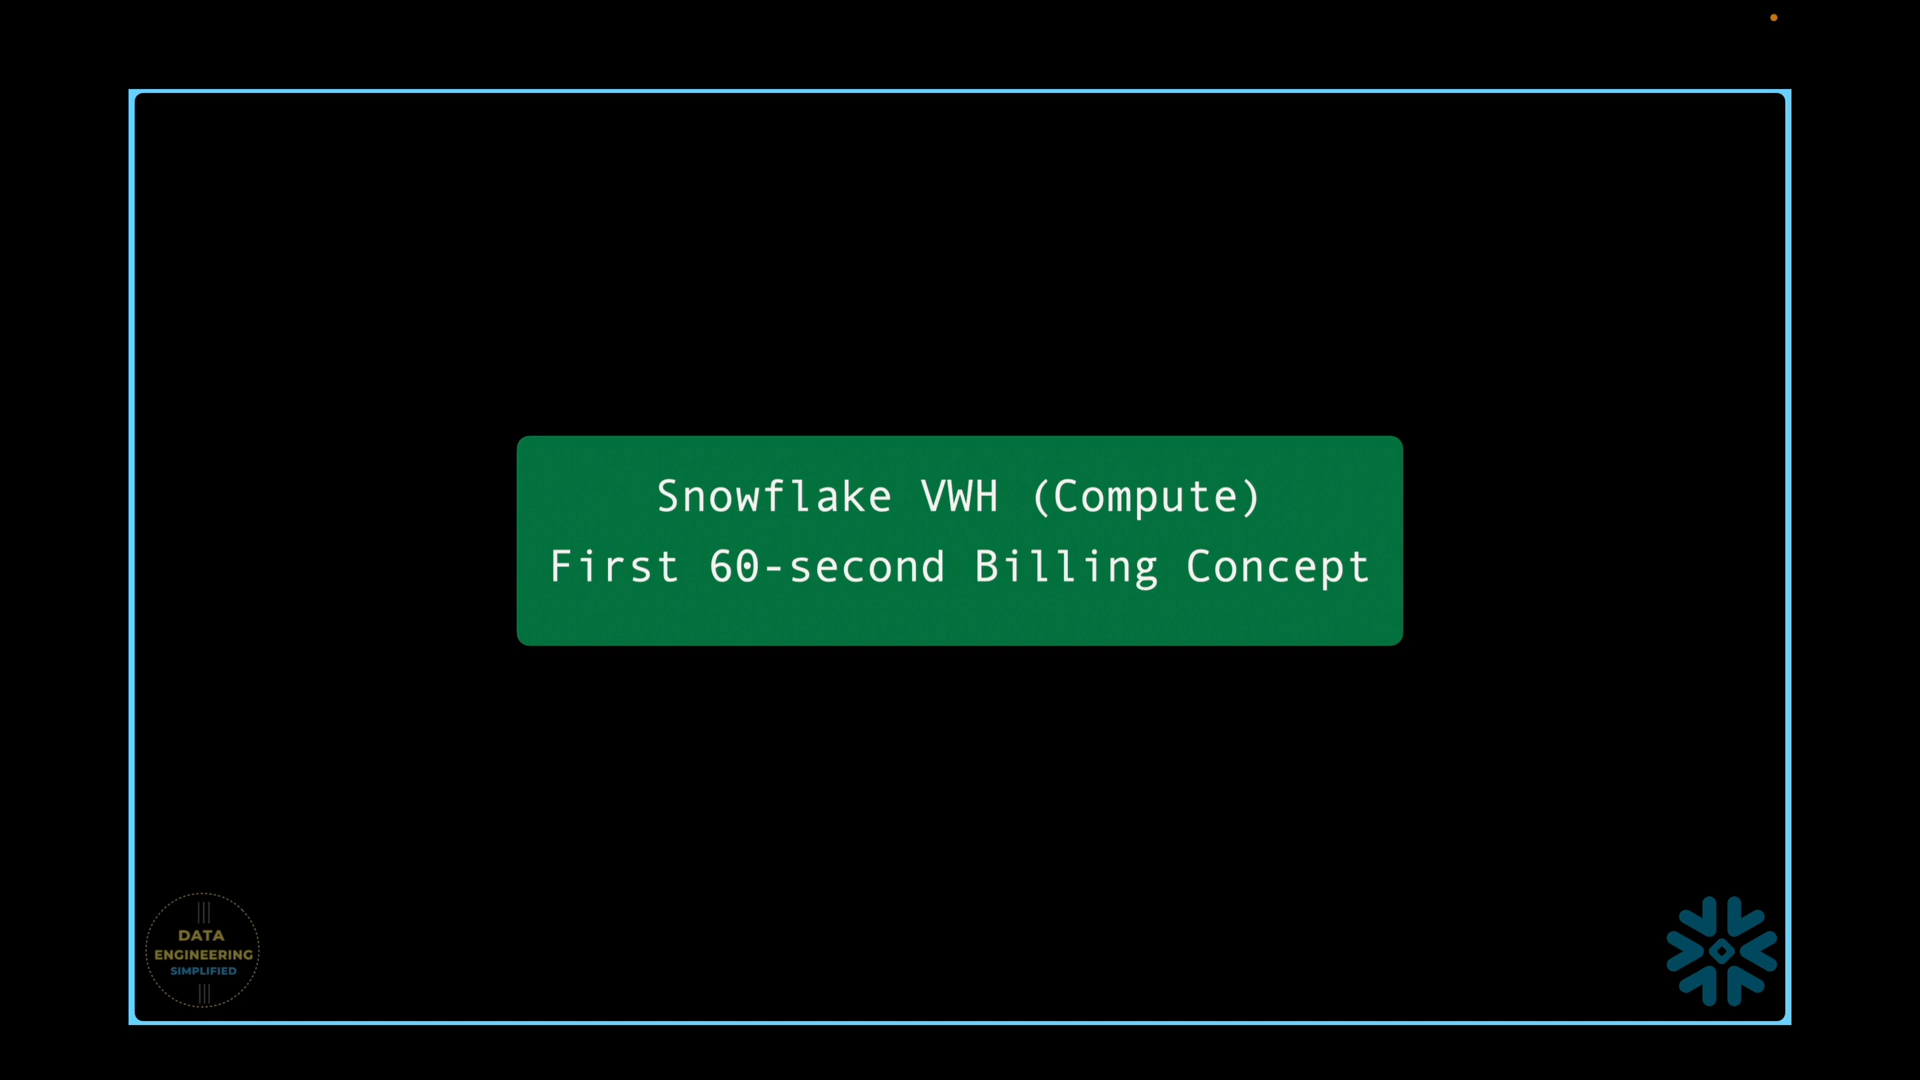 Snowflake VWH (Compute)
First 60-second Billing Concept
DATA
ENGINEERING
SIMPLIFIED